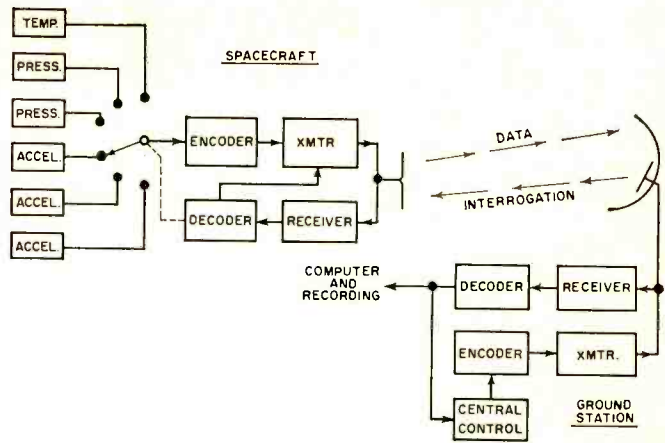 TEMP.
PRESS.
PRESS.
ACCEL.
ACCEL.
ACCEL.
SPACECRAFT
ENCODER
XMTR
DECODER
RECEIVER
DATA
INTERROGATION
COMPUTER
AND
RECORDING
DECODER
RECEIVER
ENCODER
XMTR.
CENTRAL
CONTROL
GROUND
STATION